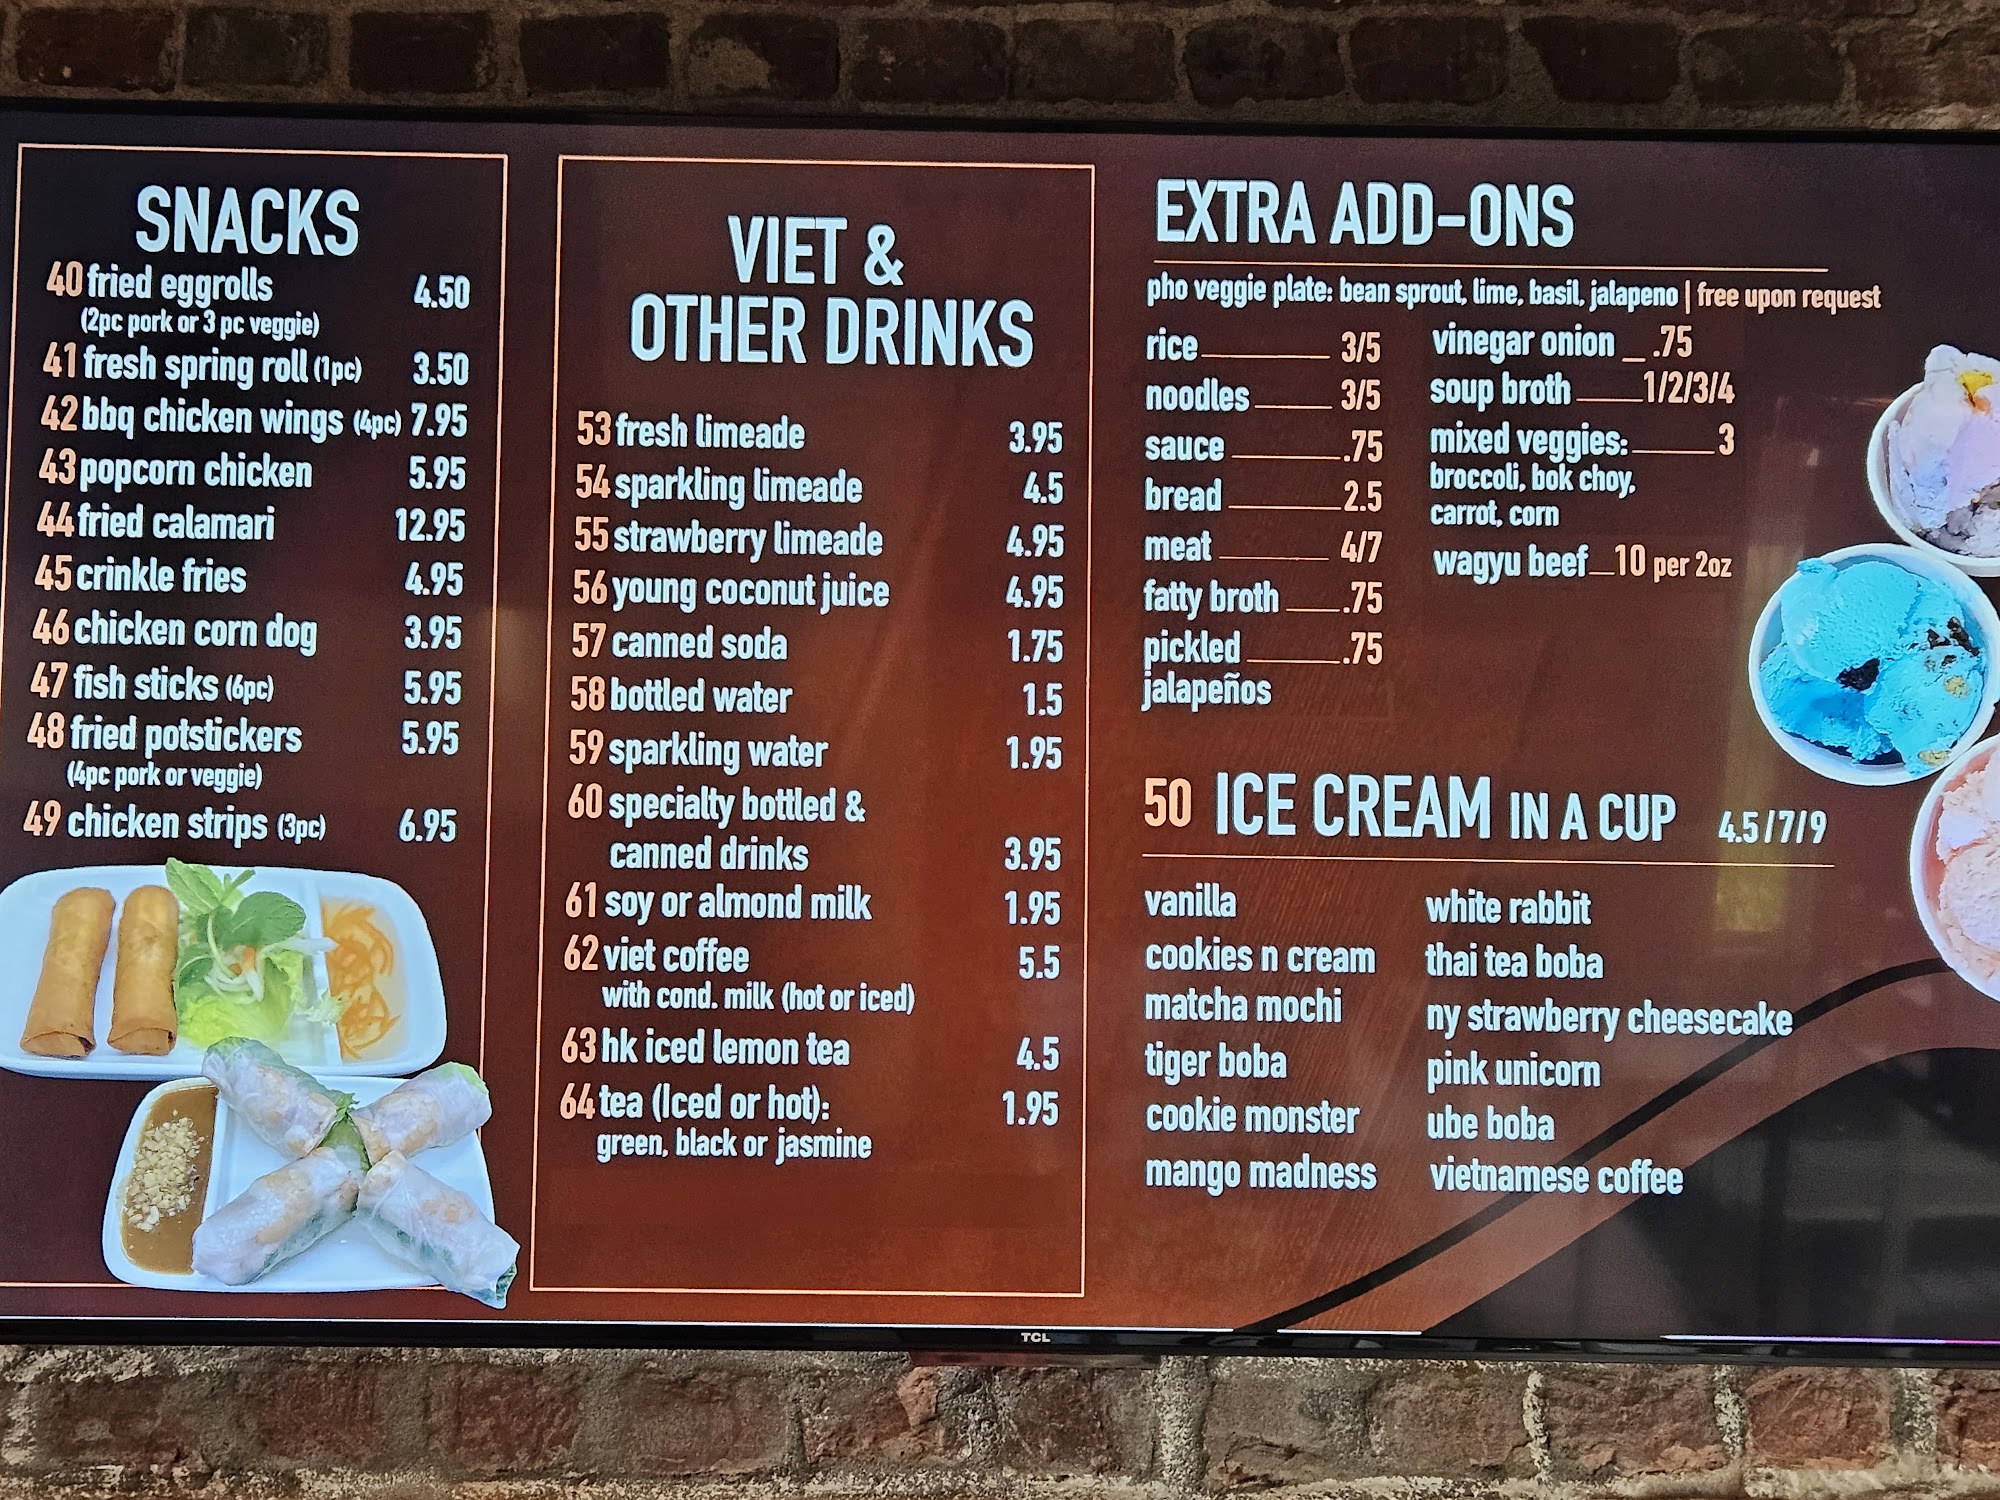 SNACKS
40 fried eggrolls 4.50
(2pc pork or 3 pc veggie)
41 fresh spring roll (1pc) 3.50
42 bbq chicken wings (4pc) 7.95
43 popcorn chicken 5.95
44 fried calamari 12.95
45 crinkle fries 4.95
46 chicken corn dog 3.95
47 fish sticks (6pc) 5.95
48 fried potstickers 5.95
(4pc pork or veggie)
49 chicken strips (3pc) 6.95
VIET &
OTHER DRINKS
53 fresh limeade 3.95
54 sparkling limeade 4.5
55 strawberry limeade 4.95
56 young coconut juice 4.95
57 canned soda 1.75
58 bottled water 1.5
59 sparkling water 1.95
60 specialty bottled &
canned drinks 3.95
61 soy or almond milk 1.95
62 viet coffee 5.5
with cond. milk (hot or iced)
63 hk iced lemon tea 4.5
64 tea (Iced or hot): 1.95
green, black or jasmine
EXTRA ADD-ONS
pho veggie plate: bean sprout, lime, basil, jalapeno | free upon request
rice 3/5
noodles 3/5
sauce .75
bread 2.5
meat 4/7
fatty broth .75
pickled .75
jalapeños
vinegar onion .75
soup broth 1/2/3/4
mixed veggies: 3
broccoli, bok choy,
carrot, corn
wagyu beef 10 per 2oz
50 ICE CREAM IN A CUP 4.5/7/9
vanilla
cookies n cream
matcha mochi
tiger boba
cookie monster
mango madness
white rabbit
thai tea boba
ny strawberry cheesecake
pink unicorn
ube boba
vietnamese coffee
TCL